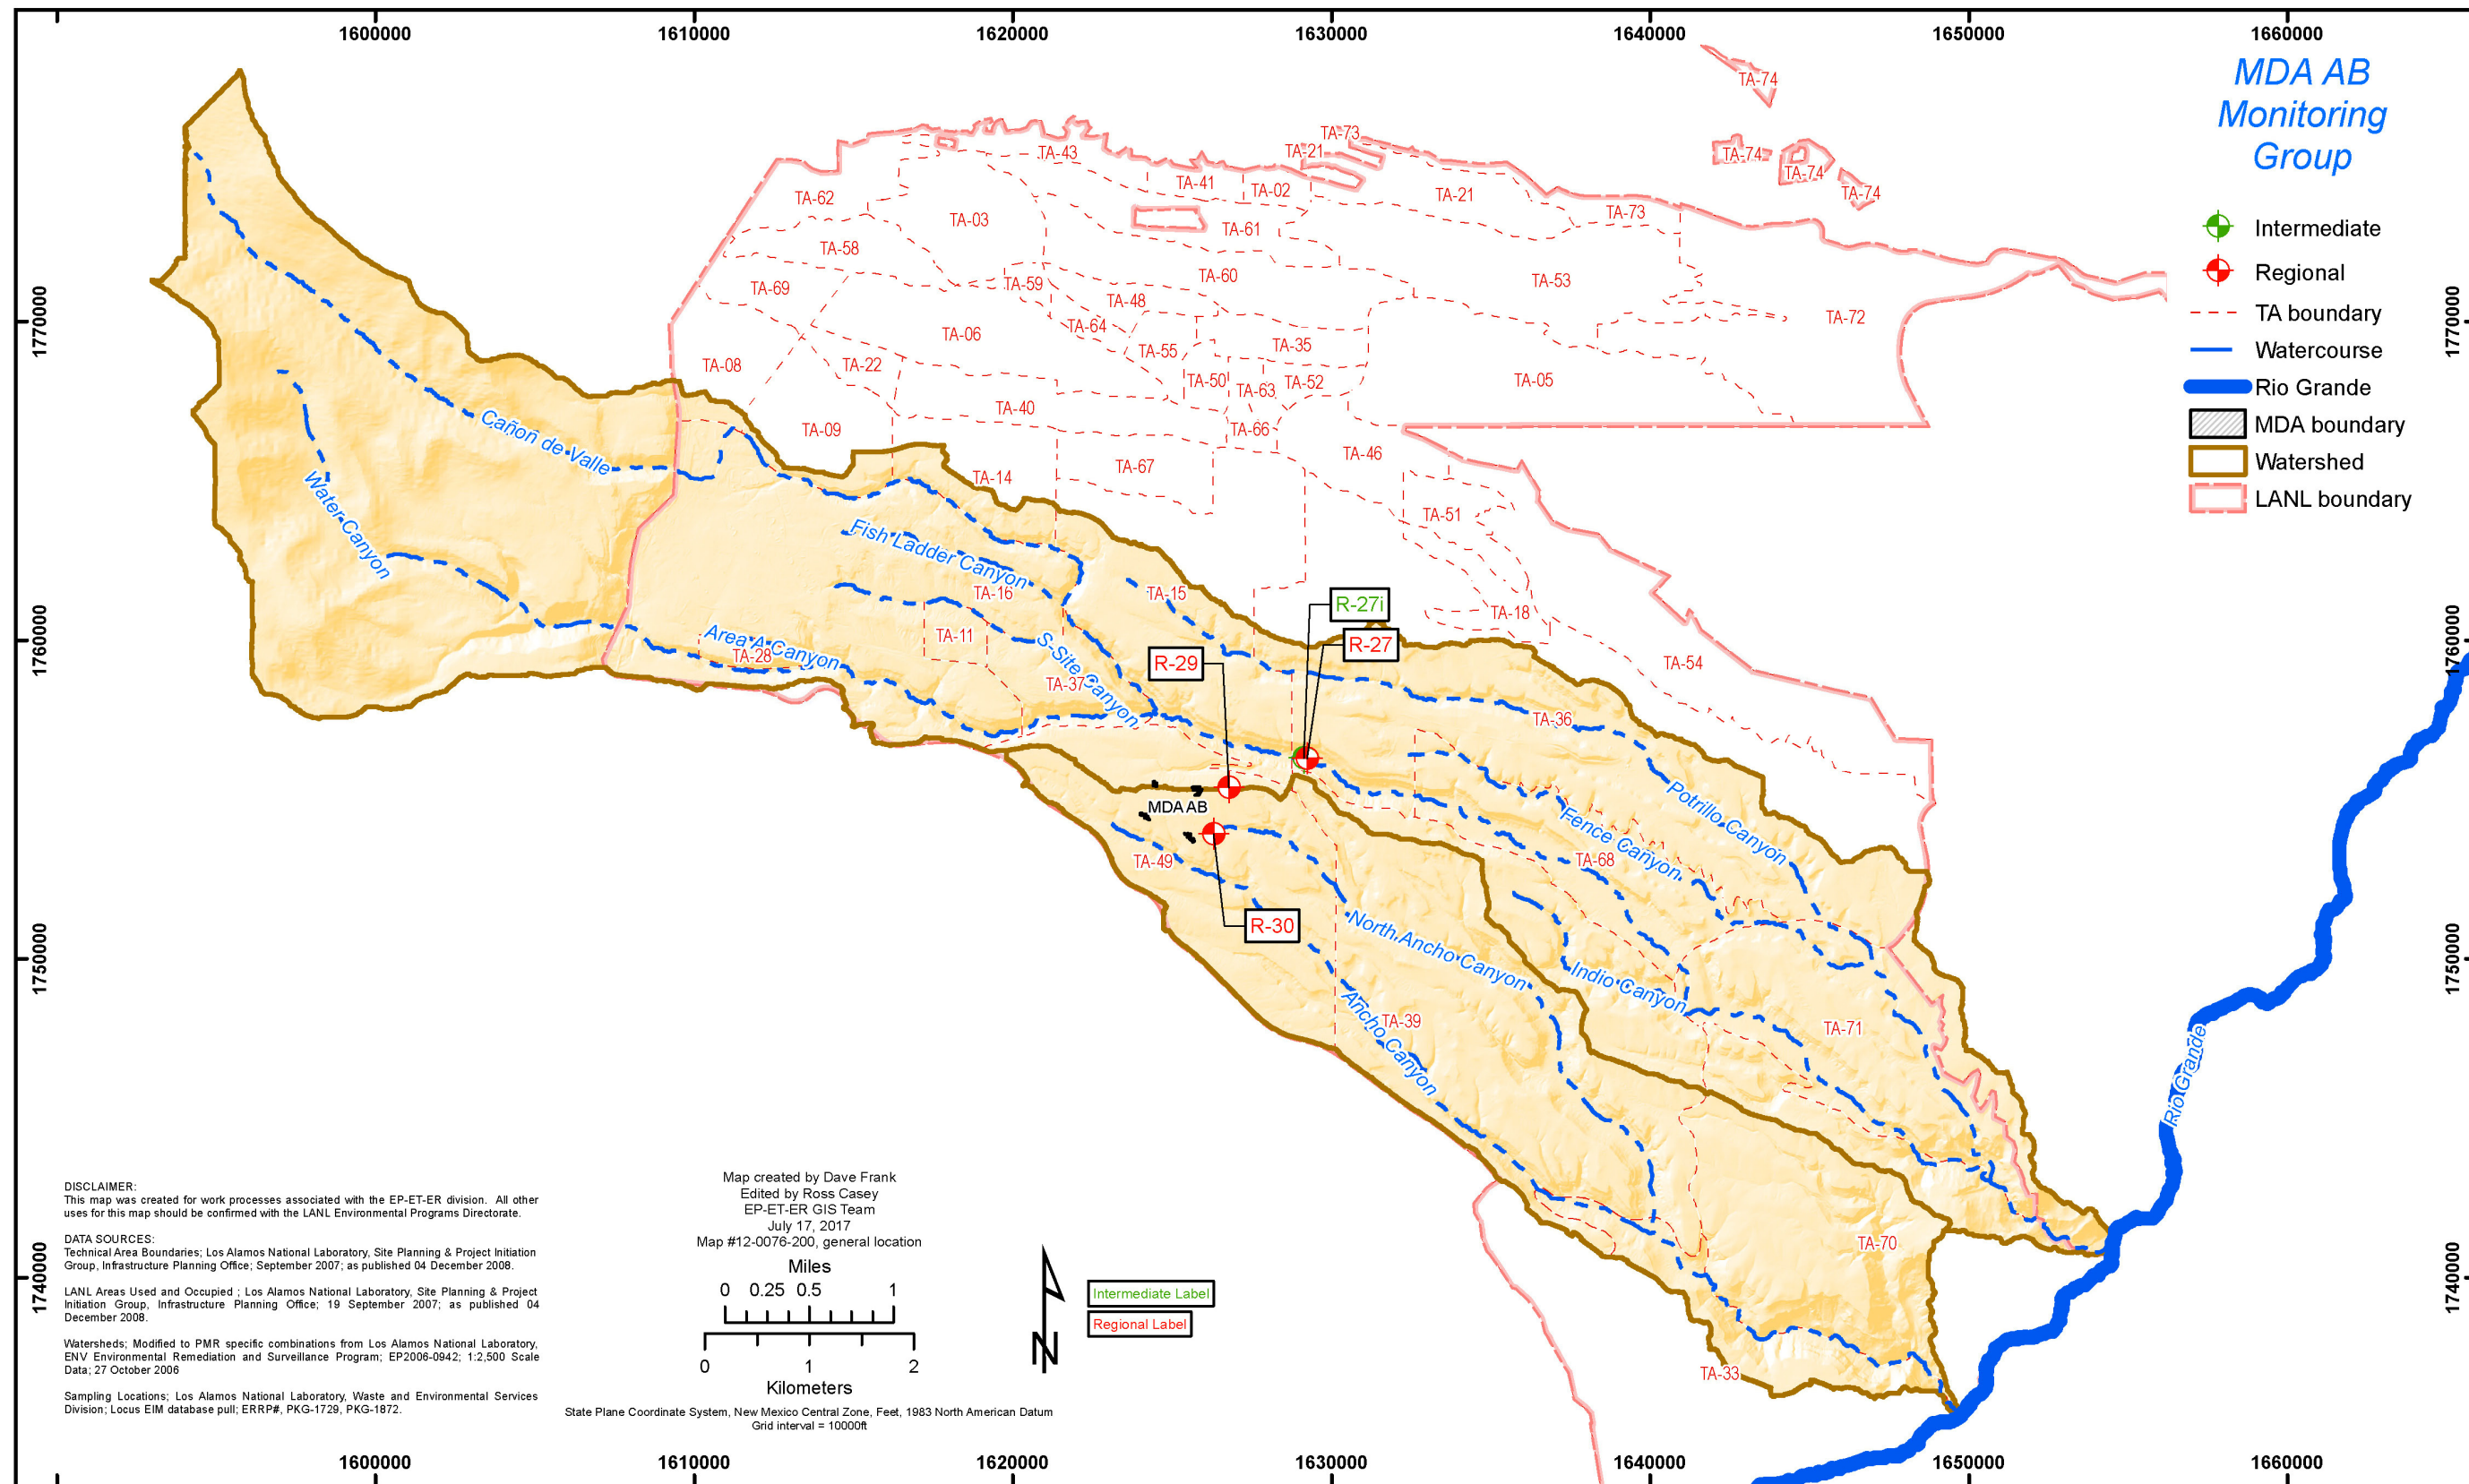 1600000
1610000
1620000
1630000
1640000
1650000
1660000
MDA AB
Monitoring
Group
Intermediate
Regional
TA boundary
Watercourse
Rio Grande
MDA boundary
Watershed
LANL boundary
1770000
1760000
1750000
1740000
1770000
1760000
1750000
1740000
TA-74
TA-74
TA-74
TA-74
TA-73
TA-21
TA-43
TA-41
TA-02
TA-21
TA-73
TA-62
TA-03
TA-61
TA-58
TA-60
TA-53
TA-69
TA-59
TA-48
TA-64
TA-72
TA-06
TA-55
TA-35
TA-08
TA-22
TA-50
TA-63
TA-52
TA-05
TA-40
TA-09
TA-66
TA-46
TA-67
TA-14
TA-51
TA-16
TA-15
TA-18
TA-11
TA-28
TA-37
TA-54
TA-36
TA-68
TA-49
TA-39
TA-71
TA-70
TA-33
Cañon de Valle
Water Canyon
Fish Ladder Canyon
Area A Canyon
S-Site Canyon
Potrillo Canyon
Fence Canyon
North Ancho Canyon
Indio Canyon
Ancho Canyon
Rio Grande
R-27i
R-27
R-29
R-30
MDA AB
DISCLAIMER:
This map was created for work processes associated with the EP-ET-ER division. All other
uses for this map should be confirmed with the LANL Environmental Programs Directorate.
DATA SOURCES:
Technical Area Boundaries; Los Alamos National Laboratory, Site Planning & Project Initiation
Group, Infrastructure Planning Office; September 2007; as published 04 December 2008.
LANL Areas Used and Occupied ; Los Alamos National Laboratory, Site Planning & Project
Initiation Group, Infrastructure Planning Office; 19 September 2007; as published 04
December 2008.
Watersheds; Modified to PMR specific combinations from Los Alamos National Laboratory,
ENV Environmental Remediation and Surveillance Program; EP2006-0942; 1:2,500 Scale
Data; 27 October 2006
Sampling Locations; Los Alamos National Laboratory, Waste and Environmental Services
Division; Locus EIM database pull; ERRP#, PKG-1729, PKG-1872.
Map created by Dave Frank
Edited by Ross Casey
EP-ET-ER GIS Team
July 17, 2017
Map #12-0076-200, general location
Miles
0 0.25 0.5 1
0 1 2
Kilometers
State Plane Coordinate System, New Mexico Central Zone, Feet, 1983 North American Datum
Grid interval = 10000ft
N
Intermediate Label
Regional Label
1600000
1610000
1620000
1630000
1640000
1650000
1660000